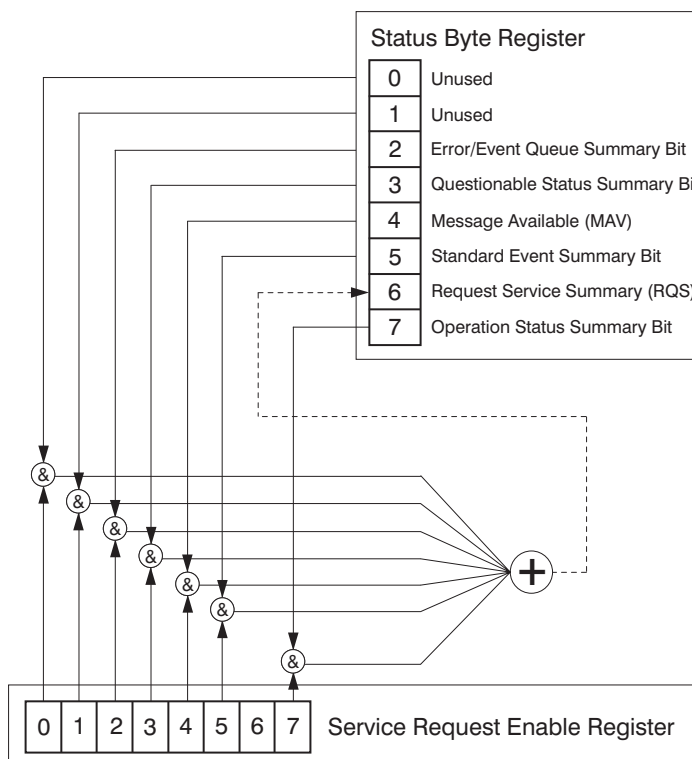 Status Byte Register
0 Unused
1 Unused
2 Error/Event Queue Summary Bit
3 Questionable Status Summary Bi
4 Message Available (MAV)
5 Standard Event Summary Bit
6 Request Service Summary (RQS)
7 Operation Status Summary Bit
&
&
&
&
&
&
&
+
0 1 2 3 4 5 6 7 Service Request Enable Register